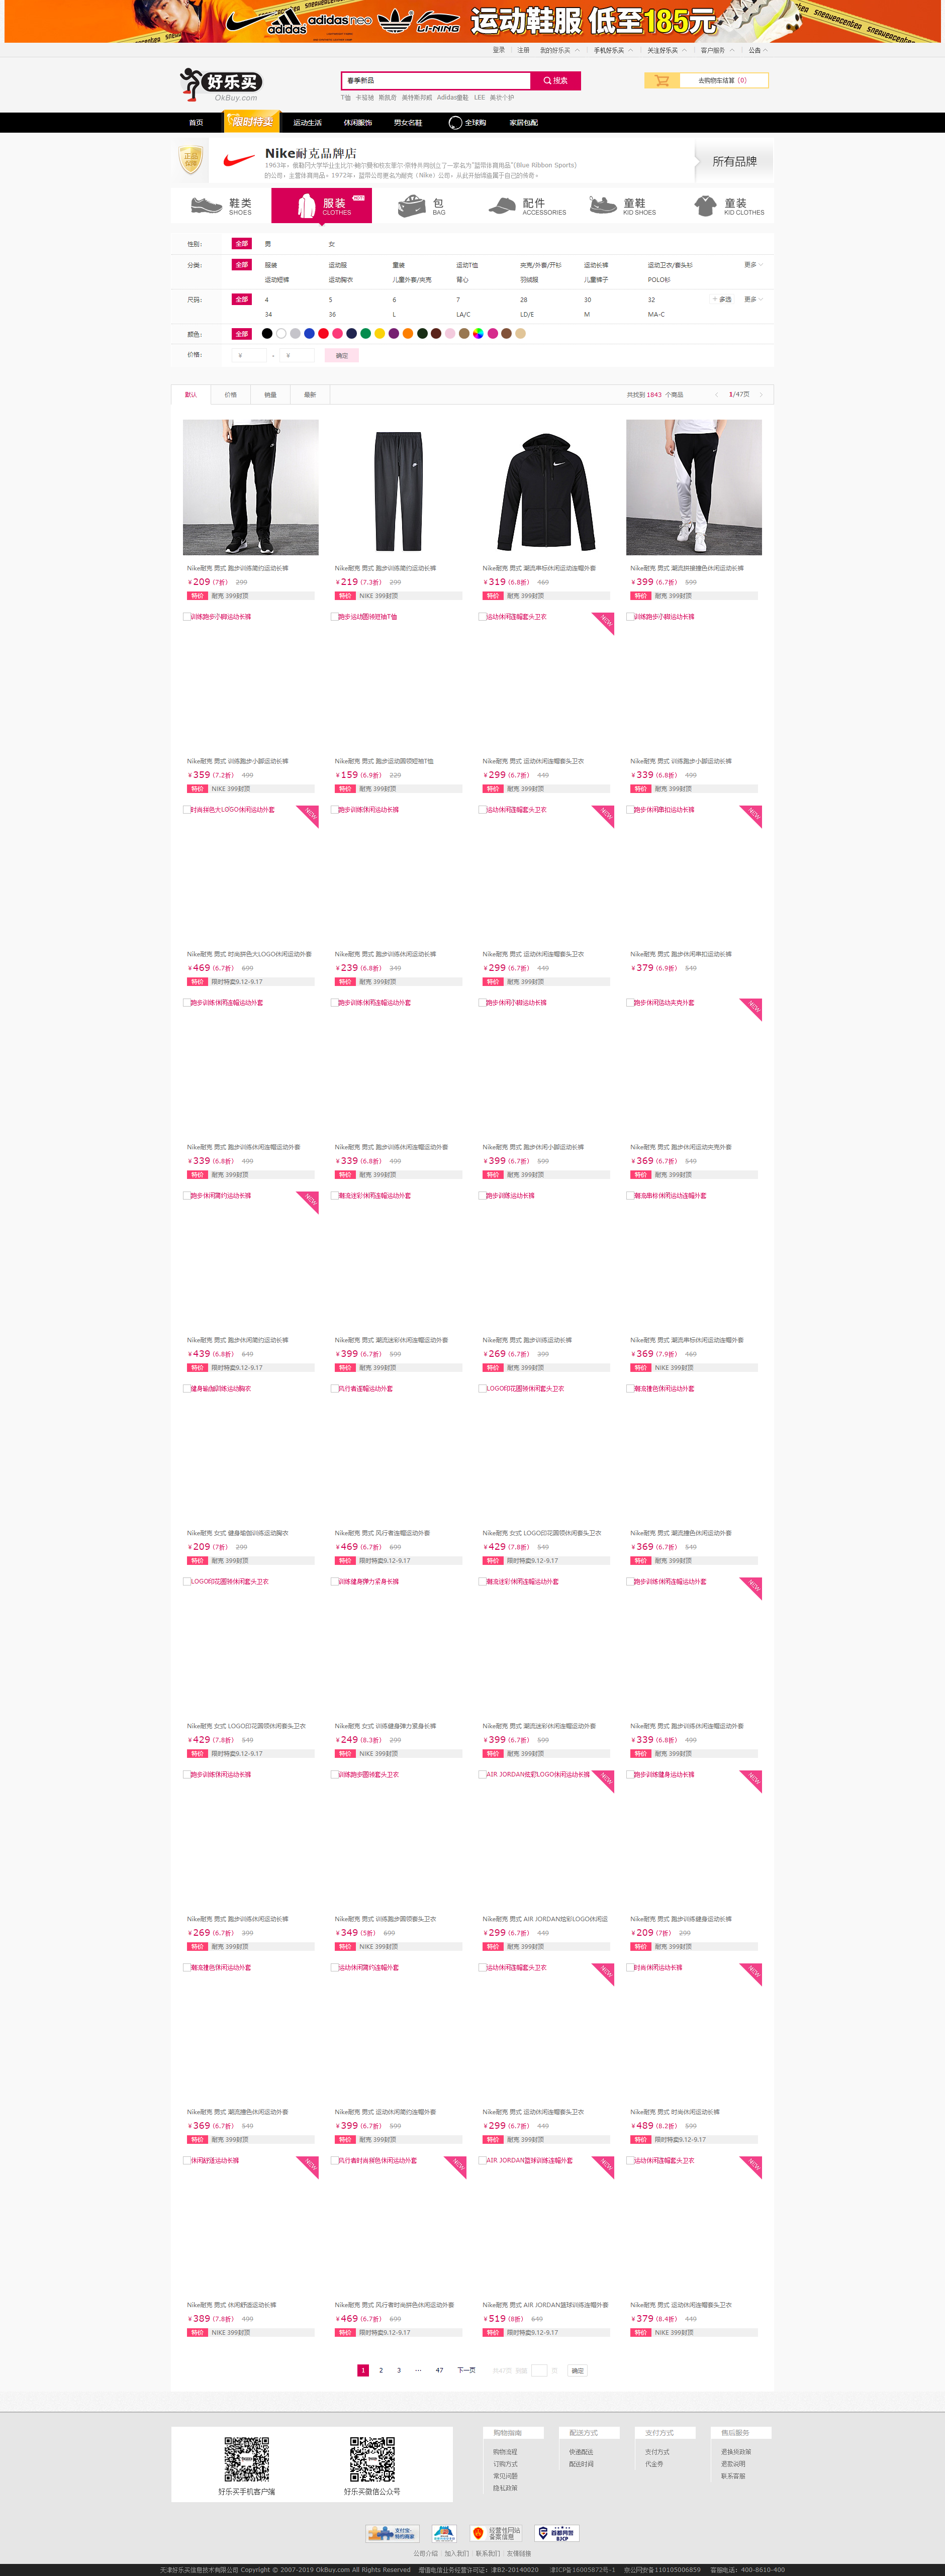 adidas neo adidas LI-NING 运动鞋服 低至185元
登录 注册 我的好乐买 手机好乐买 关注好乐买 客户服务 公告
好乐买 OkBuy.com
春季新品 搜索
去购物车结算 (0)
T恤 卡骆驰 斯凯奇 美特斯邦威 Adidas童鞋 LEE 美妆个护
首页 限时特卖 运动生活 休闲服饰 男女名鞋 全球购 家居包配
正品保障
Nike耐克品牌店
所有品牌
鞋类 SHOES 服装 CLOTHES HOT 包 BAG 配件 ACCESSORIES 童鞋 KID SHOES 童装 KID CLOTHES
性别: 全部 男 女
分类: 全部 服装 运动服 童装 运动T恤 夹克/外套/开衫 运动长裤 运动卫衣/套头衫 更多
运动短裤 运动胸衣 儿童外套/夹克 背心 羽绒服 儿童裤子 POLO衫
尺码: 全部 4 5 6 7 28 30 32 + 多选 更多
34 36 L LA/C LD/E M MA-C
颜色: 全部
价格: ¥ - ¥ 确定
默认 价格 销量 最新 共找到 1843 个商品 1/47页
Nike耐克 男式 跑步训练简约运动长裤 Nike耐克 男式 跑步训练简约运动长裤 Nike耐克 男式 潮流串标休闲运动连帽外套 Nike耐克 男式 潮流拼接撞色休闲运动长裤
¥209 (7折) 299 ¥219 (7.3折) 299 ¥319 (6.8折) 469 ¥399 (6.7折) 599
特价 耐克 399封顶 特价 NIKE 399封顶 特价 耐克 399封顶 特价 耐克 399封顶
训练跑步小脚运动长裤 跑步运动圆领短袖T恤 运动休闲连帽套头卫衣 NEW 训练跑步小脚运动长裤
Nike耐克 男式 训练跑步小脚运动长裤 Nike耐克 男式 跑步运动圆领短袖T恤 Nike耐克 男式 运动休闲连帽套头卫衣 Nike耐克 男式 训练跑步小脚运动长裤
¥359 (7.2折) 499 ¥159 (6.9折) 229 ¥299 (6.7折) 449 ¥339 (6.8折) 499
特价 NIKE 399封顶 特价 耐克 399封顶 特价 耐克 399封顶 特价 耐克 399封顶
时尚拼色大LOGO休闲运动外套 NEW 跑步训练休闲运动长裤 运动休闲连帽套头卫衣 NEW 跑步休闲串扣运动长裤 NEW
Nike耐克 男式 时尚拼色大LOGO休闲运动外套 Nike耐克 男式 跑步训练休闲运动长裤 Nike耐克 男式 运动休闲连帽套头卫衣 Nike耐克 男式 跑步休闲串扣运动长裤
¥469 (6.7折) 699 ¥239 (6.8折) 349 ¥299 (6.7折) 449 ¥379 (6.9折) 549
特价 限时特卖9.12-9.17 特价 耐克 399封顶 特价 耐克 399封顶 特价 耐克 399封顶
跑步训练休闲连帽运动外套 跑步训练休闲连帽运动外套 跑步休闲小脚运动长裤 跑步休闲运动夹克外套 NEW
Nike耐克 男式 跑步训练休闲连帽运动外套 Nike耐克 男式 跑步训练休闲连帽运动外套 Nike耐克 男式 跑步休闲小脚运动长裤 Nike耐克 男式 跑步休闲运动夹克外套
¥339 (6.8折) 499 ¥339 (6.8折) 499 ¥399 (6.7折) 599 ¥369 (6.7折) 549
特价 耐克 399封顶 特价 耐克 399封顶 特价 耐克 399封顶 特价 耐克 399封顶
跑步休闲简约运动长裤 NEW 潮流迷彩休闲连帽运动外套 跑步训练运动长裤 潮流串标休闲运动连帽外套
Nike耐克 男式 跑步休闲简约运动长裤 Nike耐克 男式 潮流迷彩休闲连帽运动外套 Nike耐克 男式 跑步训练运动长裤 Nike耐克 男式 潮流串标休闲运动连帽外套
¥439 (6.8折) 649 ¥399 (6.7折) 599 ¥269 (6.7折) 399 ¥369 (7.9折) 469
特价 限时特卖9.12-9.17 特价 耐克 399封顶 特价 耐克 399封顶 特价 NIKE 399封顶
健身瑜伽训练运动胸衣 风行者连帽运动外套 LOGO印花圆领休闲套头卫衣 潮流撞色休闲运动外套
Nike耐克 女式 健身瑜伽训练运动胸衣 Nike耐克 男式 风行者连帽运动外套 Nike耐克 女式 LOGO印花圆领休闲套头卫衣 Nike耐克 男式 潮流撞色休闲运动外套
¥209 (7折) 299 ¥469 (6.7折) 699 ¥429 (7.8折) 549 ¥369 (6.7折) 549
特价 耐克 399封顶 特价 限时特卖9.12-9.17 特价 限时特卖9.12-9.17 特价 耐克 399封顶
LOGO印花圆领休闲套头卫衣 训练健身弹力紧身长裤 潮流迷彩休闲连帽运动外套 跑步训练休闲连帽运动外套 NEW
Nike耐克 女式 LOGO印花圆领休闲套头卫衣 Nike耐克 女式 训练健身弹力紧身长裤 Nike耐克 男式 潮流迷彩休闲连帽运动外套 Nike耐克 男式 跑步训练休闲连帽运动外套
¥429 (7.8折) 549 ¥249 (8.3折) 299 ¥399 (6.7折) 599 ¥339 (6.8折) 499
特价 限时特卖9.12-9.17 特价 NIKE 399封顶 特价 耐克 399封顶 特价 耐克 399封顶
跑步训练休闲运动长裤 训练跑步圆领套头卫衣 AIR JORDAN炫彩LOGO休闲运动长裤 NEW 跑步训练健身运动长裤 NEW
Nike耐克 男式 跑步训练休闲运动长裤 Nike耐克 男式 训练跑步圆领套头卫衣 Nike耐克 男式 AIR JORDAN炫彩LOGO休闲运 Nike耐克 男式 跑步训练健身运动长裤
¥269 (6.7折) 399 ¥349 (5折) 699 ¥299 (6.7折) 449 ¥209 (7折) 299
特价 耐克 399封顶 特价 NIKE 399封顶 特价 耐克 399封顶 特价 耐克 399封顶
潮流撞色休闲运动外套 运动休闲简约连帽外套 运动休闲连帽套头卫衣 NEW 时尚休闲运动长裤 NEW
Nike耐克 男式 潮流撞色休闲运动外套 Nike耐克 男式 运动休闲简约连帽外套 Nike耐克 男式 运动休闲连帽套头卫衣 Nike耐克 男式 时尚休闲运动长裤
¥369 (6.7折) 549 ¥399 (6.7折) 599 ¥299 (6.7折) 449 ¥489 (8.2折) 599
特价 耐克 399封顶 特价 耐克 399封顶 特价 耐克 399封顶 特价 限时特卖9.12-9.17
休闲舒适运动长裤 NEW 风行者时尚拼色休闲运动外套 NEW AIR JORDAN篮球训练连帽外套 NEW 运动休闲连帽套头卫衣 NEW
Nike耐克 男式 休闲舒适运动长裤 Nike耐克 男式 风行者时尚拼色休闲运动外套 Nike耐克 男式 AIR JORDAN篮球训练连帽外套 Nike耐克 男式 运动休闲连帽套头卫衣
¥389 (7.8折) 499 ¥469 (6.7折) 699 ¥519 (8折) 649 ¥379 (8.4折) 449
特价 NIKE 399封顶 特价 限时特卖9.12-9.17 特价 限时特卖9.12-9.17 特价 NIKE 399封顶
1 2 3 ... 47 下一页 共47页 到第 页 确定
购物指南 配送方式 支付方式 售后服务
购物流程 快递配送 支付方式 退换货政策
订购方式 配送时间 代金券 退款说明
常见问题 联系客服
隐私政策
好乐买手机客户端 好乐买微信公众号
支付宝 特约商家 经营性网站备案信息 首都网警 BJCP
公司介绍 加入我们 联系我们 友情链接
天津好乐买信息技术有限公司 Copyright © 2007-2019 OkBuy.com All Rights Reserved 增值电信业务经营许可证: 津B2-20140020 津ICP备16005872号-1 京公网安备110105006859 客服电话: 400-8610-400